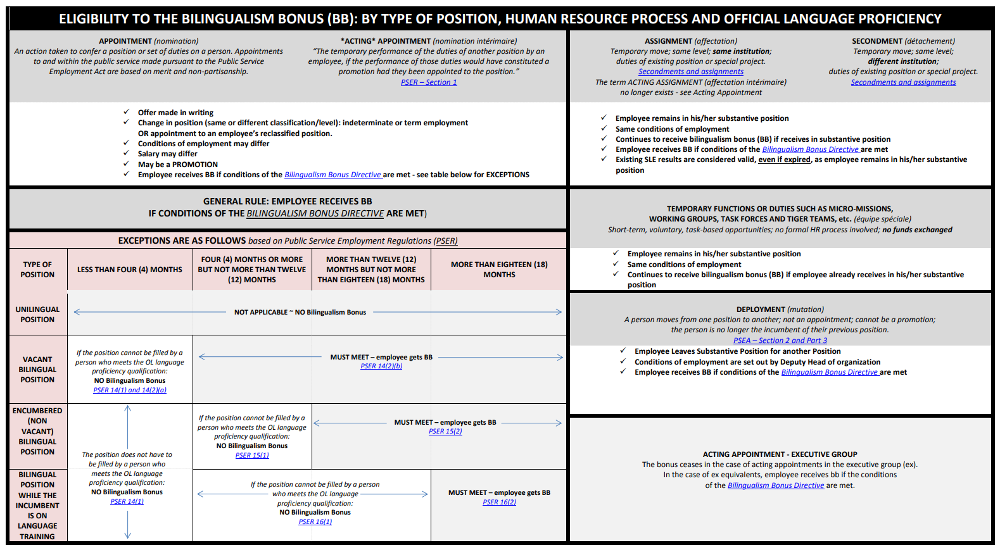 ELIGIBILITY TO THE BILINGUALISM BONUS (BB): BY TYPE OF POSITION, HUMAN RESOURCE PROCESS AND OFFICIAL LANGUAGE PROFICIENCY
APPOINTMENT (nomination)
An action taken to confer a position or set of duties on a person. Appointments
to and within the public service made pursuant to the Public Service
Employment Act are based on merit and non-partisanship.
*ACTING* APPOINTMENT (nomination intérimaire)
“The temporary performance of the duties of another position by an
employee, if the performance of those duties would have constituted a
promotion had they been appointed to the position.”
PSER – Section 1
✓ Offer made in writing
✓ Change in position (same or different classification/level): indeterminate or term employment
OR appointment to an employee’s reclassified position.
✓ Conditions of employment may differ
✓ Salary may differ
✓ May be a PROMOTION
✓ Employee receives BB if conditions of the Bilingualism Bonus Directive are met - see table below for EXCEPTIONS
GENERAL RULE: EMPLOYEE RECEIVES BB
IF CONDITIONS OF THE BILINGUALISM BONUS DIRECTIVE ARE MET)
EXCEPTIONS ARE AS FOLLOWS based on Public Service Employment Regulations (PSER)
TYPE OF
POSITION
LESS THAN FOUR (4) MONTHS
FOUR (4) MONTHS OR MORE
BUT NOT MORE THAN TWELVE
(12) MONTHS
MORE THAN TWELVE (12)
MONTHS BUT NOT MORE
THAN EIGHTEEN (18) MONTHS
MORE THAN EIGHTEEN (18)
MONTHS
UNILINGUAL
POSITION
NOT APPLICABLE ~ NO Bilingualism Bonus
VACANT
BILINGUAL
POSITION
If the position cannot be filled by a
person who meets the OL language
proficiency qualification:
NO Bilingualism Bonus
PSER 14(1) and 14(2)(a)
MUST MEET – employee gets BB
PSER 14(2)(b)
ENCUMBERED
(NON
VACANT)
BILINGUAL
POSITION
The position does not have to
be filled by a person who
meets the OL language
proficiency qualification:
NO Bilingualism Bonus
PSER 14(1)
If the position cannot be filled by a
person who meets the OL language
proficiency qualification:
NO Bilingualism Bonus
PSER 15(1)
MUST MEET – employee gets BB
PSER 15(2)
BILINGUAL
POSITION
WHILE THE
INCUMBENT
IS ON
LANGUAGE
TRAINING
If the position cannot be filled by a person
who meets the OL language
proficiency qualification:
NO Bilingualism Bonus
PSER 16(1)
MUST MEET – employee gets BB
PSER 16(2)
ASSIGNMENT (affectation)
Temporary move; same level; same institution;
duties of existing position or special project.
Secondments and assignments
The term ACTING ASSIGNMENT (affectation intérimaire)
no longer exists - see Acting Appointment
SECONDMENT (détachement)
Temporary move; same level;
different institution;
duties of existing position or special project.
Secondments and assignments
✓ Employee remains in his/her substantive position
✓ Same conditions of employment
✓ Continues to receive bilingualism bonus (BB) if receives in substantive position
✓ Employee receives BB if conditions of the Bilingualism Bonus Directive are met
✓ Existing SLE results are considered valid, even if expired, as employee remains in his/her substantive
position
TEMPORARY FUNCTIONS OR DUTIES SUCH AS MICRO-MISSIONS,
WORKING GROUPS, TASK FORCES AND TIGER TEAMS, etc. (équipe spéciale)
Short-term, voluntary, task-based opportunities; no formal HR process involved; no funds exchanged
✓ Employee remains in his/her substantive position
✓ Same conditions of employment
✓ Continues to receive bilingualism bonus (BB) if employee already receives in his/her substantive
position
DEPLOYMENT (mutation)
A person moves from one position to another; not an appointment; cannot be a promotion;
the person is no longer the incumbent of their previous position.
PSEA – Section 2 and Part 3
✓ Employee Leaves Substantive Position for another Position
✓ Conditions of employment are set out by Deputy Head of organization
✓ Employee receives BB if conditions of the Bilingualism Bonus Directive are met
ACTING APPOINTMENT - EXECUTIVE GROUP
The bonus ceases in the case of acting appointments in the executive group (ex).
In the case of ex equivalents, employee receives bb if the conditions
of the Bilingualism Bonus Directive are met.